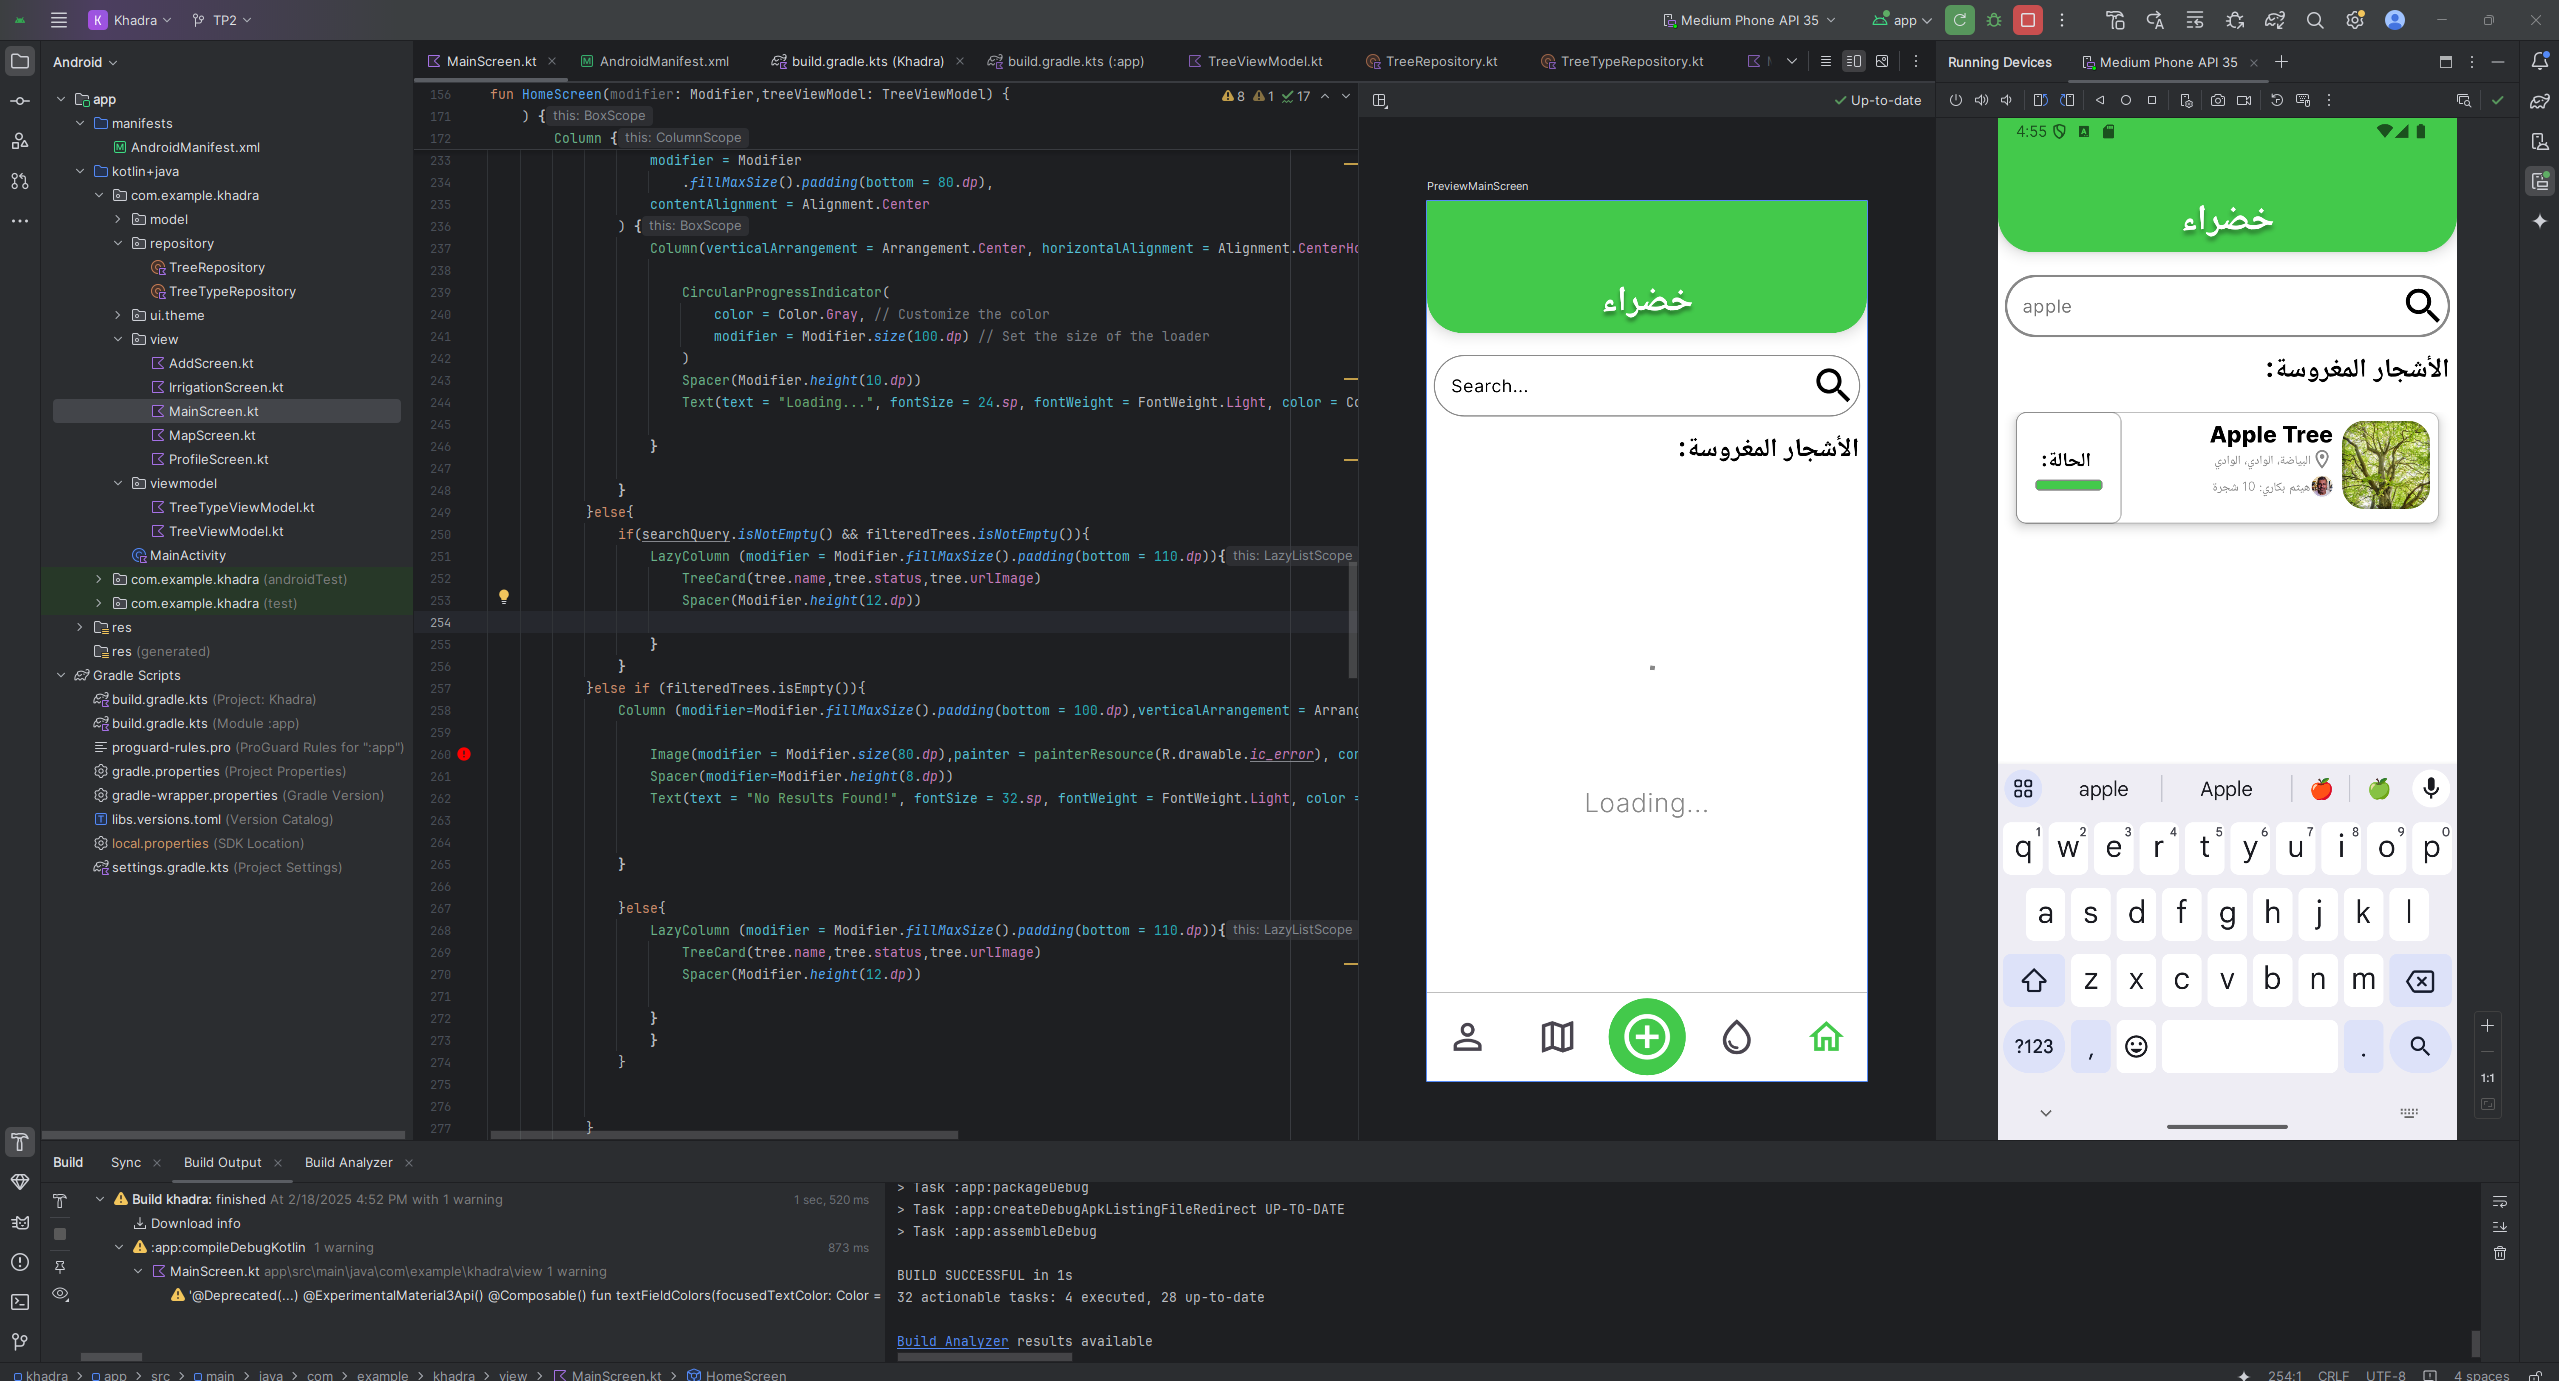 K Khadra TP2 Medium Phone API 35 app
Android
app
manifests
AndroidManifest.xml
kotlin+java
com.example.khadra
model
repository
TreeRepository
TreeTypeRepository
ui.theme
view
AddScreen.kt
IrrigationScreen.kt
MainScreen.kt
MapScreen.kt
ProfileScreen.kt
viewmodel
TreeTypeViewModel.kt
TreeViewModel.kt
MainActivity
com.example.khadra (androidTest)
com.example.khadra (test)
res
res (generated)
Gradle Scripts
build.gradle.kts (Project: Khadra)
build.gradle.kts (Module :app)
proguard-rules.pro (ProGuard Rules for ":app")
gradle.properties (Project Properties)
gradle-wrapper.properties (Gradle Version)
libs.versions.toml (Version Catalog)
local.properties (SDK Location)
settings.gradle.kts (Project Settings)
MainScreen.kt AndroidManifest.xml build.gradle.kts (Khadra) build.gradle.kts (:app) TreeViewModel.kt TreeRepository.kt TreeTypeRepository.kt
8 1 17
156 fun HomeScreen(modifier: Modifier,treeViewModel: TreeViewModel) {
171 ) { this: BoxScope
172 Column { this: ColumnScope
233 modifier = Modifier
234 .fillMaxSize().padding(bottom = 80.dp),
235 contentAlignment = Alignment.Center
236 ) { this: BoxScope
237 Column(verticalArrangement = Arrangement.Center, horizontalAlignment = Alignment.CenterHo
238
239 CircularProgressIndicator(
240 color = Color.Gray, // Customize the color
241 modifier = Modifier.size(100.dp) // Set the size of the loader
242 )
243 Spacer(Modifier.height(10.dp))
244 Text(text = "Loading...", fontSize = 24.sp, fontWeight = FontWeight.Light, color = Co
245
246 }
247
248 }
249 }else{
250 if(searchQuery.isNotEmpty() && filteredTrees.isNotEmpty()){
251 LazyColumn (modifier = Modifier.fillMaxSize().padding(bottom = 110.dp)){ this: LazyListScope
252 TreeCard(tree.name,tree.status,tree.urlImage)
253 Spacer(Modifier.height(12.dp))
254
255 }
256 }
257 }else if (filteredTrees.isEmpty()){
258 Column (modifier=Modifier.fillMaxSize().padding(bottom = 100.dp),verticalArrangement = Arran
259
260 Image(modifier = Modifier.size(80.dp),painter = painterResource(R.drawable.ic_error), con
261 Spacer(modifier=Modifier.height(8.dp))
262 Text(text = "No Results Found!", fontSize = 32.sp, fontWeight = FontWeight.Light, color =
263
264
265 }
266
267 }else{
268 LazyColumn (modifier = Modifier.fillMaxSize().padding(bottom = 110.dp)){ this: LazyListScope
269 TreeCard(tree.name,tree.status,tree.urlImage)
270 Spacer(Modifier.height(12.dp))
271
272 }
273 }
274 }
275
276
277 }
Up-to-date
PreviewMainScreen
خضراء
Search...
الأشجار المغروسة:
Loading...
Running Devices Medium Phone API 35
4:55
خضراء
apple
الأشجار المغروسة:
Apple Tree
البياضة، الوادي، الوادي
هيثم بكاري: 10 شجرة
الحالة:
apple Apple
q1 w2 e3 r4 t5 y6 u7 i8 o9 p0
a s d f g h j k l
z x c v b n m
?123 , .
1:1
Build Sync Build Output Build Analyzer
Build khadra: finished At 2/18/2025 4:52 PM with 1 warning 1 sec, 520 ms
Download info
:app:compileDebugKotlin 1 warning 873 ms
MainScreen.kt app\src\main\java\com\example\khadra\view 1 warning
'@Deprecated(...) @ExperimentalMaterial3Api() @Composable() fun textFieldColors(focusedTextColor: Color =
> Task :app:packageDebug
> Task :app:createDebugApkListingFileRedirect UP-TO-DATE
> Task :app:assembleDebug
BUILD SUCCESSFUL in 1s
32 actionable tasks: 4 executed, 28 up-to-date
Build Analyzer results available
khadra > app > src > main > java > com > example > khadra > view > MainScreen.kt > HomeScreen
254:1 CRLF UTF-8 4 spaces